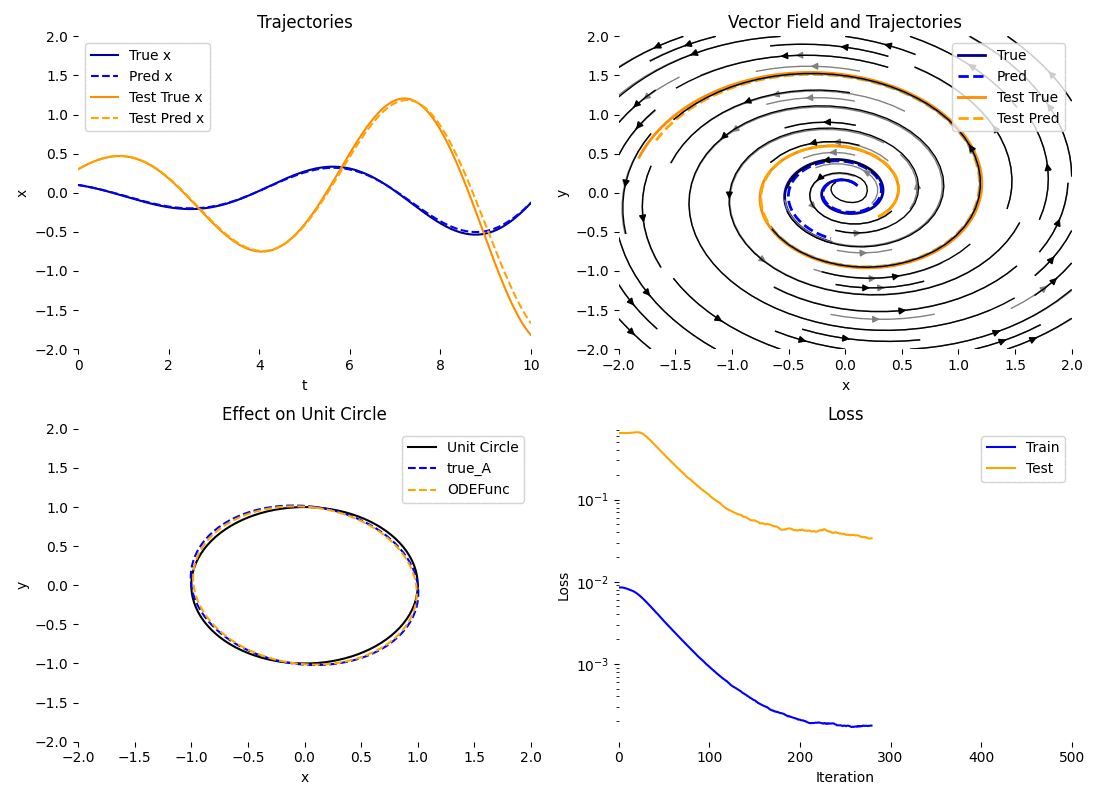 Trajectories
True x
Pred x
Test True x
Test Pred x
2.0
1.5
1.0
0.5
0.0
−0.5
−1.0
−1.5
−2.0
x
0 2 4 6 8 10
t
Vector Field and Trajectories
True
Pred
Test True
Test Pred
2.0
1.5
1.0
0.5
0.0
−0.5
−1.0
−1.5
−2.0
y
−2.0 −1.5 −1.0 −0.5 0.0 0.5 1.0 1.5 2.0
x
Effect on Unit Circle
Unit Circle
true_A
ODEFunc
2.0
1.5
1.0
0.5
0.0
−0.5
−1.0
−1.5
−2.0
y
−2.0 −1.5 −1.0 −0.5 0.0 0.5 1.0 1.5 2.0
x
Loss
Train
Test
10⁻¹
10⁻²
10⁻³
Loss
0 100 200 300 400 500
Iteration